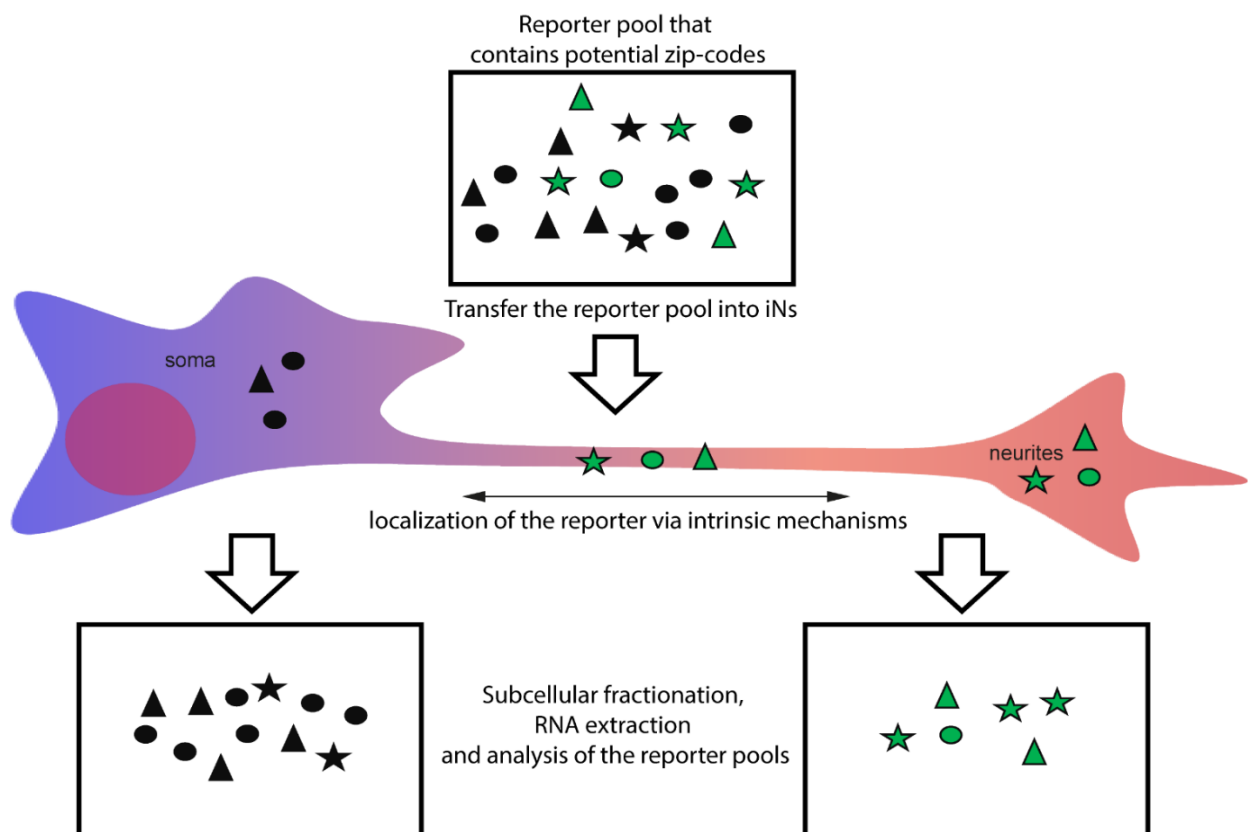 Reporter pool that
contains potential zip-codes
Transfer the reporter pool into iNs
soma
neurites
localization of the reporter via intrinsic mechanisms
Subcellular fractionation,
RNA extraction
and analysis of the reporter pools